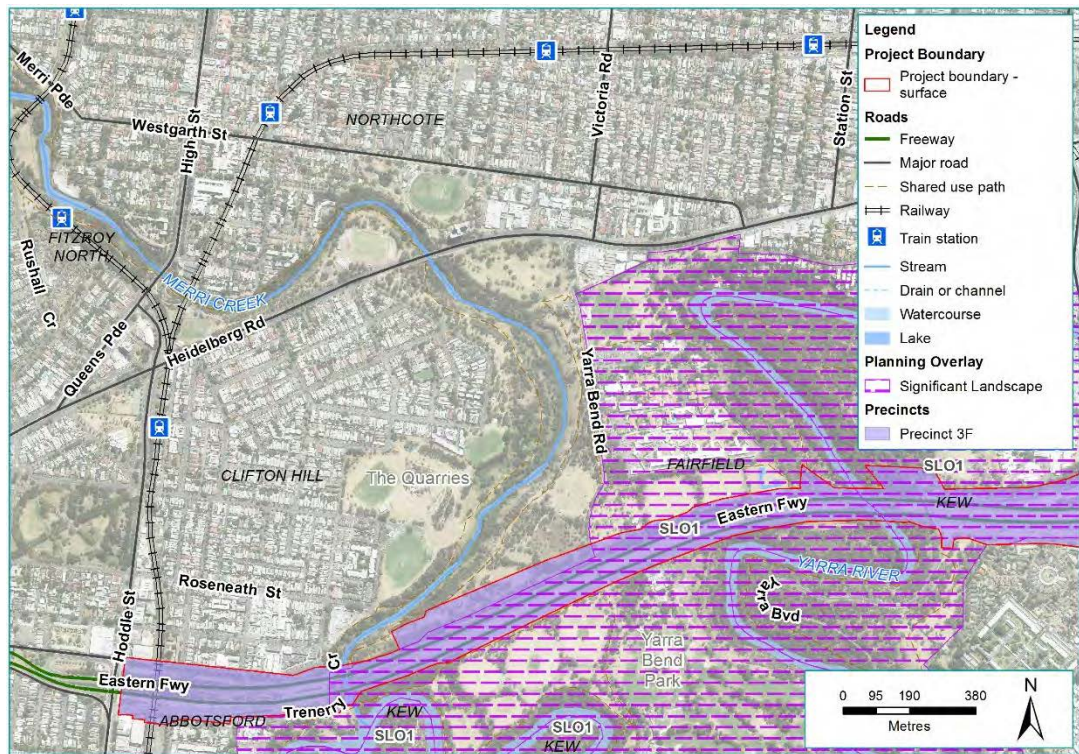 Merri Pde
Westgarth St
High St
NORTHCOTE
Victoria Rd
Station St
FITZROY
NORTH
Rushall
Cr
MERRI CREEK
Queens Pde
Heidelberg Rd
Yarra Bend Rd
CLIFTON HILL
The Quarries
FAIRFIELD
SLO1
KEW
Eastern Fwy
SLO1
YARRA RIVER
Yarra
Bvd
Roseneath St
Hoddle St
Yarra
Bend
Park
Eastern Fwy
ABBOTSFORD
Trenerry
Cr
KEW
SLO1
SLO1
KEW
Legend
Project Boundary
Project boundary -
surface
Roads
Freeway
Major road
Shared use path
Railway
Train station
Stream
Drain or channel
Watercourse
Lake
Planning Overlay
Significant Landscape
Precincts
Precinct 3F
0 95 190 380
Metres
N